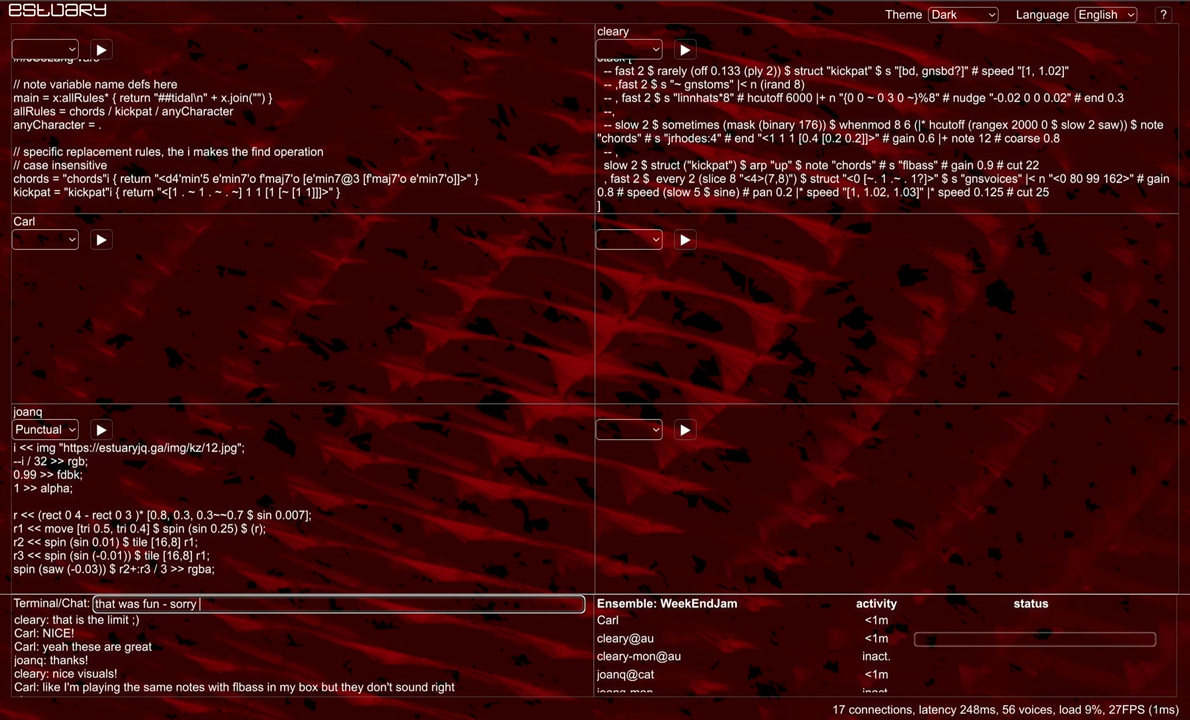 estuary
Theme Dark Language English ?
// note variable name defs here
main = x:allRules* { return "##tidal\n" + x.join("") }
allRules = chords / kickpat / anyCharacter
anyCharacter = .
// specific replacement rules, the i makes the find operation
// case insensitive
chords = "chords"i { return "<d4'min'5 e'min7'o f'maj7'o [e'min7@3 [f'maj7'o e'min7'o]]>" }
kickpat = "kickpat"i { return "<[1 . ~ 1 . ~ . ~] 1 1 [1 [~ [1 1]]]>" }
cleary
stack [
-- fast 2 $ rarely (off 0.133 (ply 2)) $ struct "kickpat" $ s "[bd, gnsbd?]" # speed "[1, 1.02]"
-- ,fast 2 $ s "~ gnstoms" |< n (irand 8)
-- , fast 2 $ s "linnhats*8" # hcutoff 6000 |+ n "{0 0 ~ 0 3 0 ~}%8" # nudge "-0.02 0 0 0.02" # end 0.3
--,
-- slow 2 $ sometimes (mask (binary 176)) $ whenmod 8 6 (|* hcutoff (rangex 2000 0 $ slow 2 saw)) $ note
"chords" # s "jrhodes:4" # end "<1 1 1 [0.4 [0.2 0.2]]>" # gain 0.6 |+ note 12 # coarse 0.8
-- ,
slow 2 $ struct ("kickpat") $ arp "up" $ note "chords" # s "flbass" # gain 0.9 # cut 22
, fast 2 $  every 2 (slice 8 "<4>(7,8)") $ struct "<0 [~. 1 .~ . 1?]>" $ s "gnsvoices" |< n "<0 80 99 162>" # gain
0.8 # speed (slow 5 $ sine) # pan 0.2 |* speed "[1, 1.02, 1.03]" |* speed 0.125 # cut 25
]
Carl
joanq
Punctual
i << img "https://estuaryjq.ga/img/kz/12.jpg";
--i / 32 >> rgb;
0.99 >> fdbk;
1 >> alpha;
r << (rect 0 4 - rect 0 3 )* [0.8, 0.3, 0.3~~0.7 $ sin 0.007];
r1 << move [tri 0.5, tri 0.4] $ spin (sin 0.25) $ (r);
r2 << spin (sin 0.01) $ tile [16,8] r1;
r3 << spin (sin (-0.01)) $ tile [16,8] r1;
spin (saw (-0.03)) $ r2+:r3 / 3 >> rgba;
Terminal/Chat: that was fun - sorry
cleary: that is the limit ;)
Carl: NICE!
Carl: yeah these are great
joanq: thanks!
cleary: nice visuals!
Carl: like I'm playing the same notes with flbass in my box but they don't sound right
Ensemble: WeekEndJam activity status
Carl <1m
cleary@au <1m
cleary-mon@au inact.
joanq@cat <1m
joanq-mon inact.
17 connections, latency 248ms, 56 voices, load 9%, 27FPS (1ms)